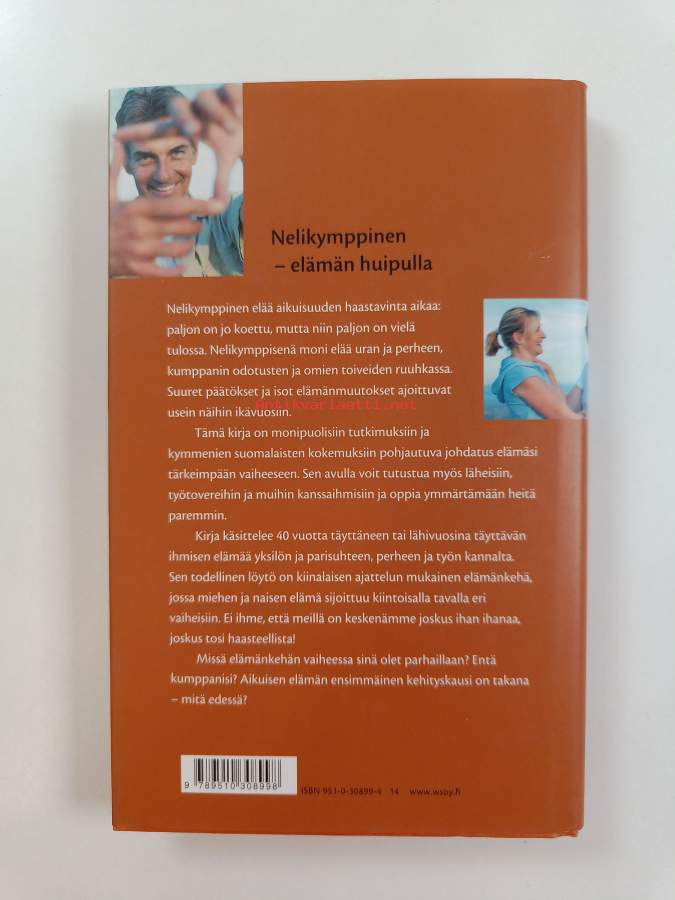 Nelikymppinen
– elämän huipulla
Nelikymppinen elää aikuisuuden haastavinta aikaa:
paljon on jo koettu, mutta niin paljon on vielä
tulossa. Nelikymppisenä moni elää uran ja perheen,
kumppanin odotusten ja omien toiveiden ruuhkassa.
Suuret päätökset ja isot elämänmuutokset ajoittuvat
usein näihin ikävuosiin.
Antikvariaatti.net
Tämä kirja on monipuolisiin tutkimuksiin ja
kymmenien suomalaisten kokemuksiin pohjautuva johdatus elämäsi
tärkeimpään vaiheeseen. Sen avulla voit tutustua myös läheisiin,
työtovereihin ja muihin kanssaihmisiin ja oppia ymmärtämään heitä
paremmin.
Kirja käsittelee 40 vuotta täyttäneen tai lähivuosina täyttävän
ihmisen elämää yksilön ja parisuhteen, perheen ja työn kannalta.
Sen todellinen löytö on kiinalaisen ajattelun mukainen elämänkehä,
jossa miehen ja naisen elämä sijoittuu kiintoisalla tavalla eri
vaiheisiin. Ei ihme, että meillä on keskenämme joskus ihan ihanaa,
joskus tosi haasteellista!
Missä elämänkehän vaiheessa sinä olet parhaillaan? Entä
kumppanisi? Aikuisen elämän ensimmäinen kehityskausi on takana
– mitä edessä?
9 789510 308998
ISBN 951-0-30899-4 14 www.wsoy.fi